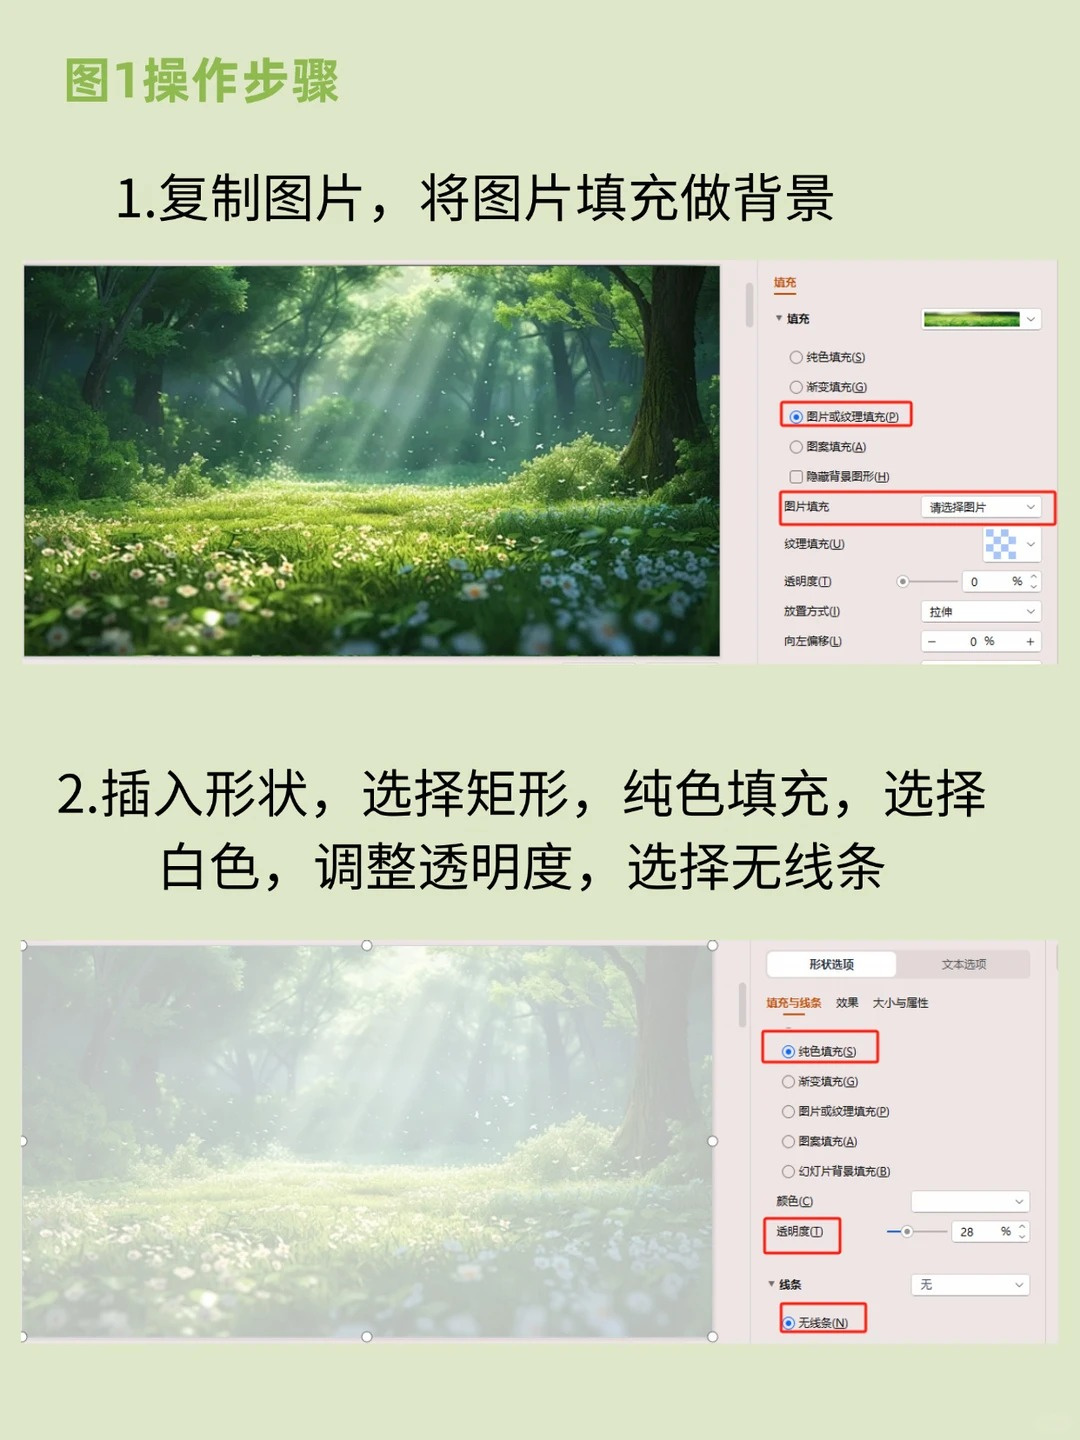 图1操作步骤
1.复制图片，将图片填充做背景
填充
填充
纯色填充(S)
渐变填充(G)
图片或纹理填充(P)
图案填充(A)
隐藏背景图形(H)
图片填充 请选择图片
纹理填充(U)
透明度(T) 0 %
放置方式(I) 拉伸
向左偏移(L) − 0 % +
2.插入形状，选择矩形，纯色填充，选择
白色，调整透明度，选择无线条
形状选项 文本选项
填充与线条 效果 大小与属性
纯色填充(S)
渐变填充(G)
图片或纹理填充(P)
图案填充(A)
幻灯片背景填充(B)
颜色(C)
透明度(T) 28 %
线条 无
无线条(N)